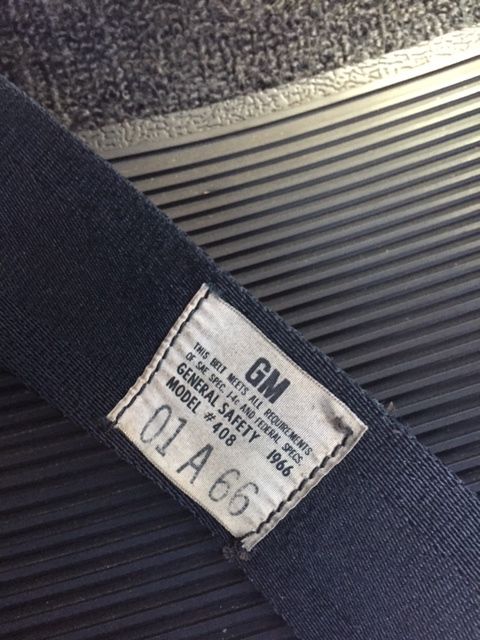 GM
THIS BELT MEETS ALL REQUIREMENTS
OF SAE SPEC. J-4c AND FEDERAL SPECS.
GENERAL SAFETY 1966
MODEL # 408
01 A 66